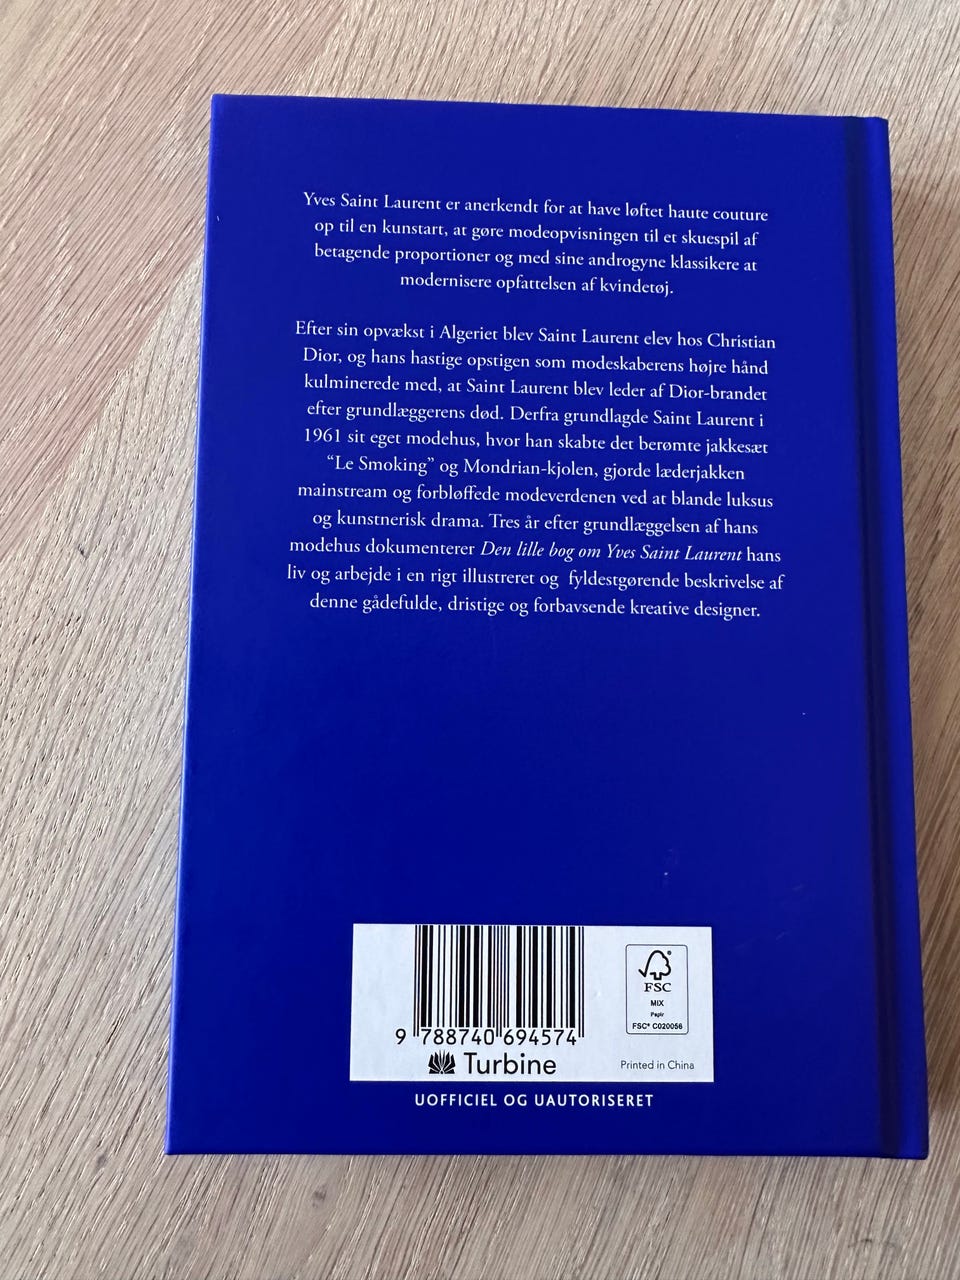 Yves Saint Laurent er anerkendt for at have løftet haute couture
op til en kunstart, at gøre modeopvisningen til et skuespil af
betagende proportioner og med sine androgyne klassikere at
modernisere opfattelsen af kvindetøj.
Efter sin opvækst i Algeriet blev Saint Laurent elev hos Christian
Dior, og hans hastige opstigen som modeskaberens højre hånd
kulminerede med, at Saint Laurent blev leder af Dior-brandet
efter grundlæggerens død. Derfra grundlagde Saint Laurent i
1961 sit eget modehus, hvor han skabte det berømte jakkesæt
“Le Smoking” og Mondrian-kjolen, gjorde læderjakken
mainstream og forbløffede modeverdenen ved at blande luksus
og kunstnerisk drama. Tres år efter grundlæggelsen af hans
modehus dokumenterer Den lille bog om Yves Saint Laurent hans
liv og arbejde i en rigt illustreret og fyldestgørende beskrivelse af
denne gådefulde, dristige og forbavsende kreative designer.
9 788740 694574
Turbine
FSC
MIX
Papir
FSC® C020056
Printed in China
UOFFICIEL OG UAUTORISERET